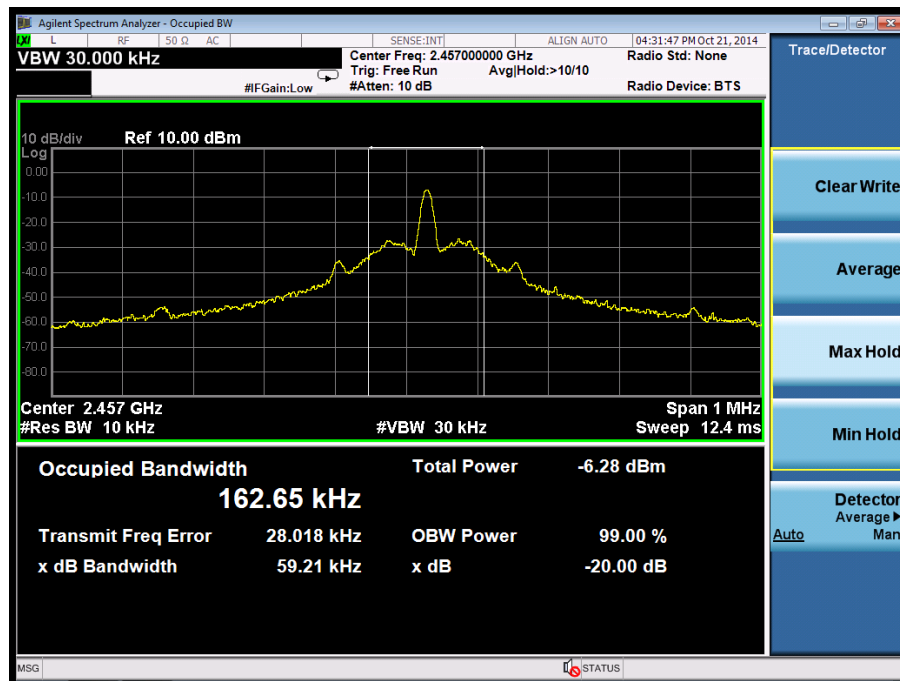 Agilent Spectrum Analyzer - Occupied BW
LXI L RF 50 Ω AC SENSE:INT ALIGN AUTO 04:31:47 PM Oct 21, 2014
VBW 30.000 kHz
Center Freq: 2.457000000 GHz Radio Std: None
Trig: Free Run Avg|Hold:>10/10
#IFGain:Low #Atten: 10 dB Radio Device: BTS
Trace/Detector
10 dB/div Ref 10.00 dBm
Log
0.00
-10.0
-20.0
-30.0
-40.0
-50.0
-60.0
-70.0
-80.0
Center 2.457 GHz Span 1 MHz
#Res BW 10 kHz #VBW 30 kHz Sweep 12.4 ms
Clear Write
Average
Max Hold
Min Hold
Detector
Average▶
Auto Man
Occupied Bandwidth Total Power -6.28 dBm
162.65 kHz
Transmit Freq Error 28.018 kHz OBW Power 99.00 %
x dB Bandwidth 59.21 kHz x dB -20.00 dB
MSG STATUS